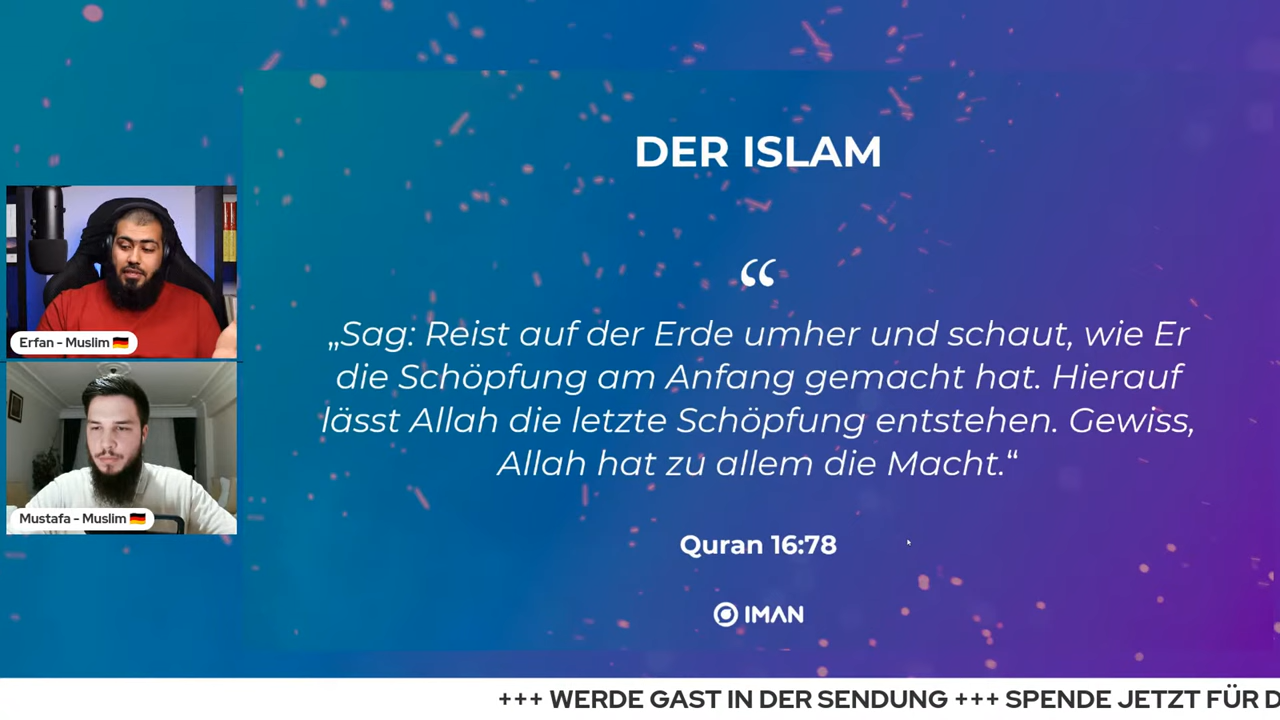 DER ISLAM
“
„Sag: Reist auf der Erde umher und schaut, wie Er
die Schöpfung am Anfang gemacht hat. Hierauf
lässt Allah die letzte Schöpfung entstehen. Gewiss,
Allah hat zu allem die Macht.“
Quran 16:78
IMAN
Erfan - Muslim 🇩🇪
Mustafa - Muslim 🇩🇪
+++ WERDE GAST IN DER SENDUNG +++ SPENDE JETZT FÜR D